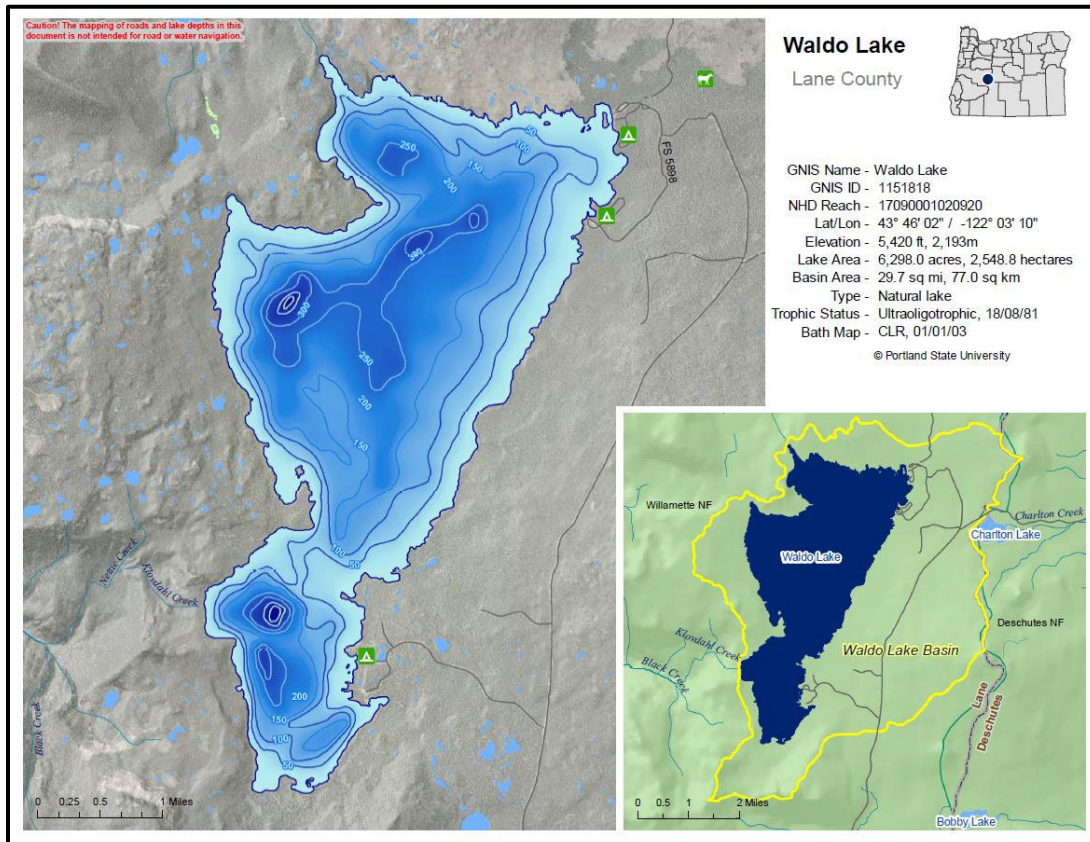 Caution! The mapping of roads and lake depths in this
document is not intended for road or water navigation.
Waldo Lake
Lane County
GNIS Name - Waldo Lake
GNIS ID - 1151818
NHD Reach - 17090001020920
Lat/Lon - 43° 46' 02" / -122° 03' 10"
Elevation - 5,420 ft, 2,193m
Lake Area - 6,298.0 acres, 2,548.8 hectares
Basin Area - 29.7 sq mi, 77.0 sq km
Type - Natural lake
Trophic Status - Ultraoligotrophic, 18/08/81
Bath Map - CLR, 01/01/03
© Portland State University
FS 5898
50
100
150
250
200
300
300
250
200
150
100
50
Nettie Creek
Klovdahl Creek
Black Creek
200
150
100
50
0 0.25 0.5 1 Miles
Willamette NF
Waldo Lake
Charlton Creek
Charlton Lake
Deschutes NF
Klovdahl Creek
Black Creek
Waldo Lake Basin
Lane
Deschutes
0 0.5 1 2 Miles
Bobby Lake